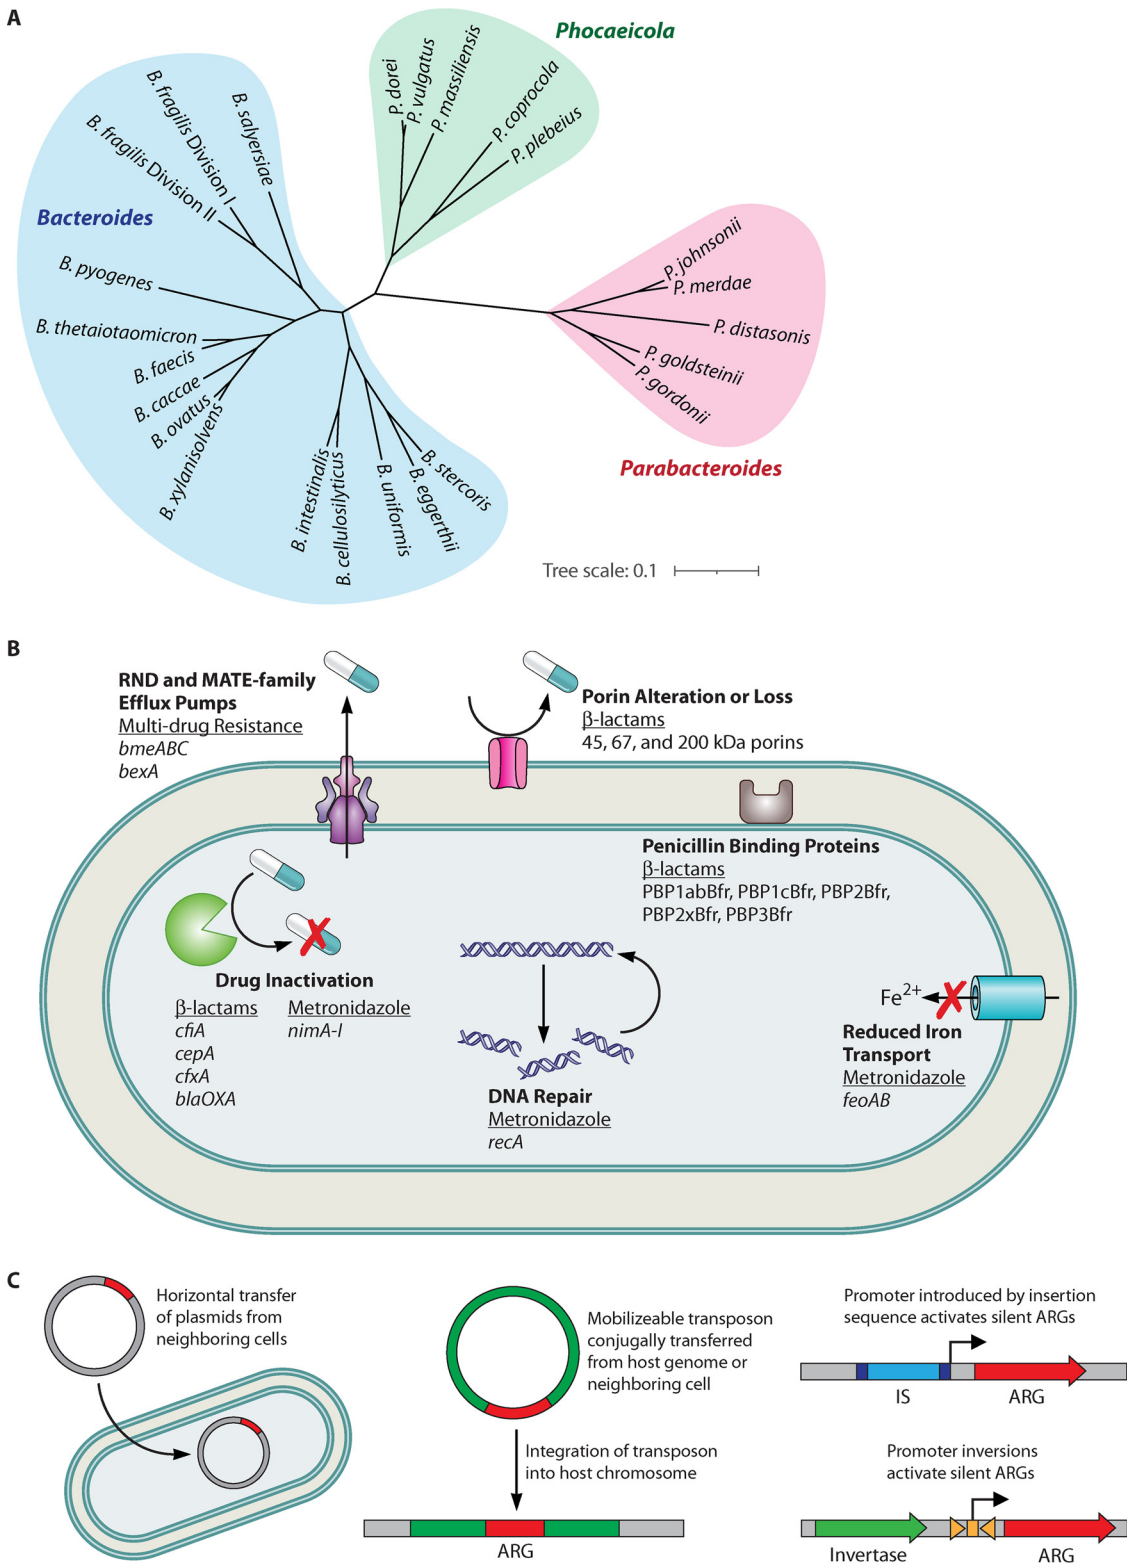 A
Phocaeicola
P. dorei
P. vulgatus
P. massiliensis
P. coprocola
P. plebeius
B. salyersiae
B. fragilis Division I
B. fragilis Division II
Bacteroides
B. pyogenes
B. thetaiotaomicron
B. faecis
B. caccae
B. ovatus
B. xylanisolvens
B. intestinalis
B. cellulosilyticus
B. uniformis
B. eggerthii
B. stercoris
P. johnsonii
P. merdae
P. distasonis
P. goldsteinii
P. gordonii
Parabacteroides
Tree scale: 0.1
B
RND and MATE-family
Efflux Pumps
Multi-drug Resistance
bmeABC
bexA
Porin Alteration or Loss
β-lactams
45, 67, and 200 kDa porins
Penicillin Binding Proteins
β-lactams
PBP1abBfr, PBP1cBfr, PBP2Bfr,
PBP2xBfr, PBP3Bfr
Drug Inactivation
β-lactams
cfiA
cepA
cfxA
blaOXA
Metronidazole
nimA-I
DNA Repair
Metronidazole
recA
Fe2+
Reduced Iron
Transport
Metronidazole
feoAB
C
Horizontal transfer
of plasmids from
neighboring cells
Mobilizeable transposon
conjugally transferred
from host genome or
neighboring cell
Integration of transposon
into host chromosome
ARG
Promoter introduced by insertion
sequence activates silent ARGs
IS
ARG
Promoter inversions
activate silent ARGs
Invertase
ARG